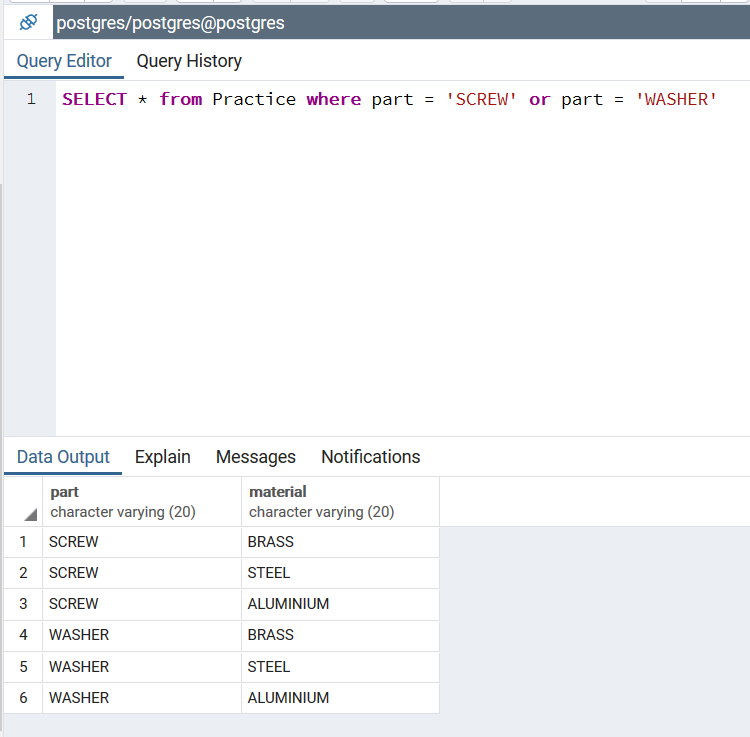 postgres/postgres@postgres
Query Editor Query History
1 SELECT * from Practice where part = 'SCREW' or part = 'WASHER'
Data Output Explain Messages Notifications
part material
character varying (20) character varying (20)
1 SCREW BRASS
2 SCREW STEEL
3 SCREW ALUMINIUM
4 WASHER BRASS
5 WASHER STEEL
6 WASHER ALUMINIUM